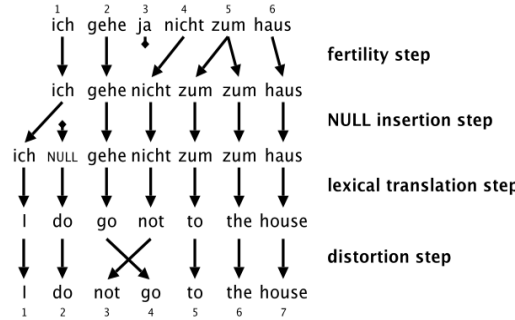 1 2 3 4 5 6
ich gehe ja nicht zum haus
fertility step
ich gehe nicht zum zum haus
NULL insertion step
ich NULL gehe nicht zum zum haus
lexical translation step
I do go not to the house
distortion step
I do not go to the house
1 2 3 4 5 6 7